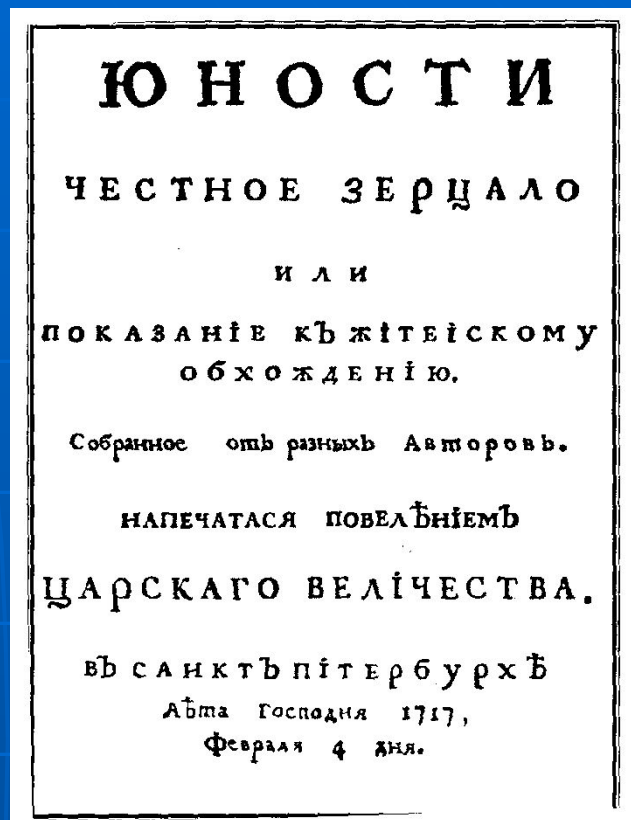 ЮНОСТИ
ЧЕСТНОЕ ЗЕРЦАЛО
ИЛИ
ПОКАЗАНІЕ КЪ ЖІТЕІСКОМУ
ОБХОЖДЕНІЮ.
Собранное отъ разныхъ Авторовъ.
НАПЕЧАТАСЯ ПОВЕЛѢНІЕМЪ
ЦАРСКАГО ВЕЛІЧЕСТВА.
ВЪ САНКТЪПІТЕРБУРХѢ
Лѣта Господня 1717,
Февраля 4 дня.